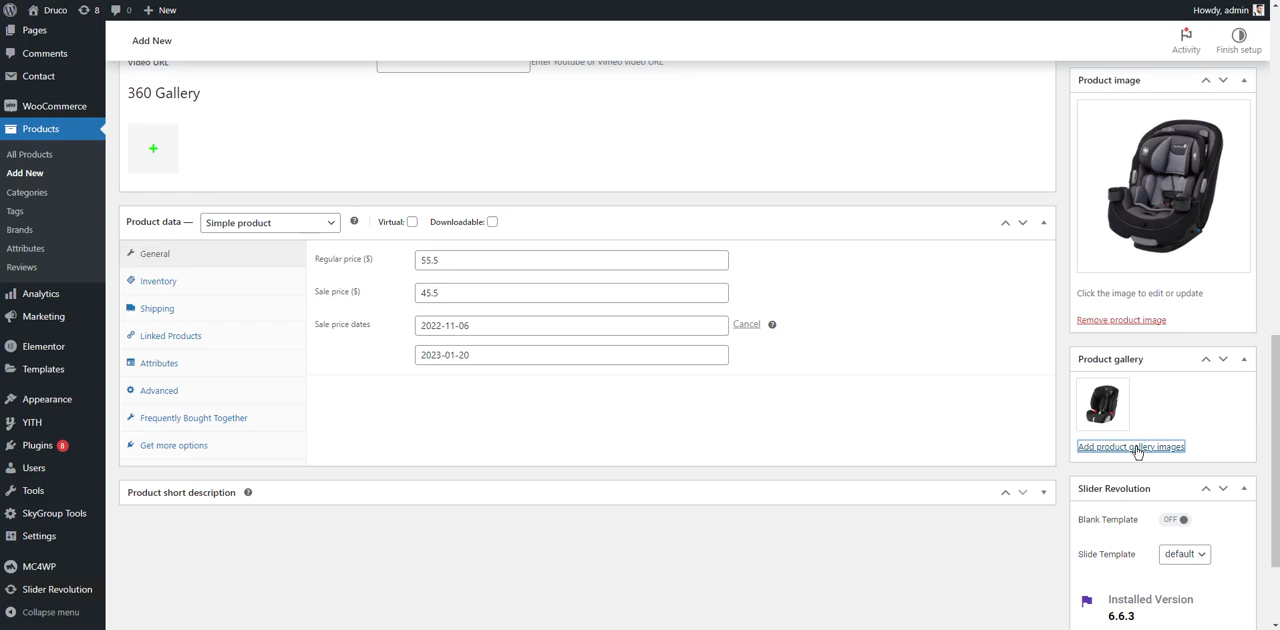 Druco
8
0
New
Howdy, admin
Pages
Comments
Contact
WooCommerce
Products
All Products
Add New
Categories
Tags
Brands
Attributes
Reviews
Analytics
Marketing
Elementor
Templates
Appearance
YITH
Plugins 8
Users
Tools
SkyGroup Tools
Settings
MC4WP
Slider Revolution
Collapse menu
Add New
Activity
Finish setup
Video URL
Enter Youtube or Vimeo video URL
360 Gallery
+
Product data — Simple product
Virtual:
Downloadable:
General
Inventory
Shipping
Linked Products
Attributes
Advanced
Frequently Bought Together
Get more options
Regular price ($)
55.5
Sale price ($)
45.5
Sale price dates
2022-11-06
Cancel
2023-01-20
Product short description
Product image
Click the image to edit or update
Remove product image
Product gallery
Add product gallery images
Slider Revolution
Blank Template
OFF
Slide Template
default
Installed Version
6.6.3